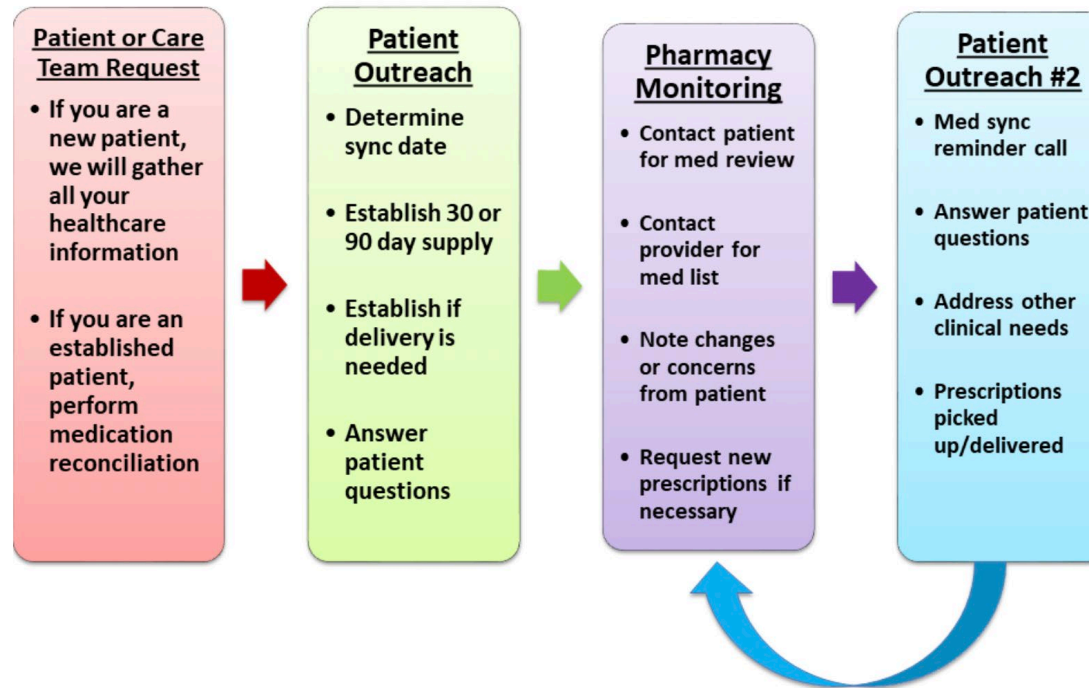 Patient or Care
Team Request
• If you are a
new patient,
we will gather
all your
healthcare
information
• If you are an
established
patient,
perform
medication
reconciliation
Patient
Outreach
• Determine
sync date
• Establish 30 or
90 day supply
• Establish if
delivery is
needed
• Answer
patient
questions
Pharmacy
Monitoring
• Contact patient
for med review
• Contact
provider for
med list
• Note changes
or concerns
from patient
• Request new
prescriptions if
necessary
Patient
Outreach #2
• Med sync
reminder call
• Answer patient
questions
• Address other
clinical needs
• Prescriptions
picked
up/delivered